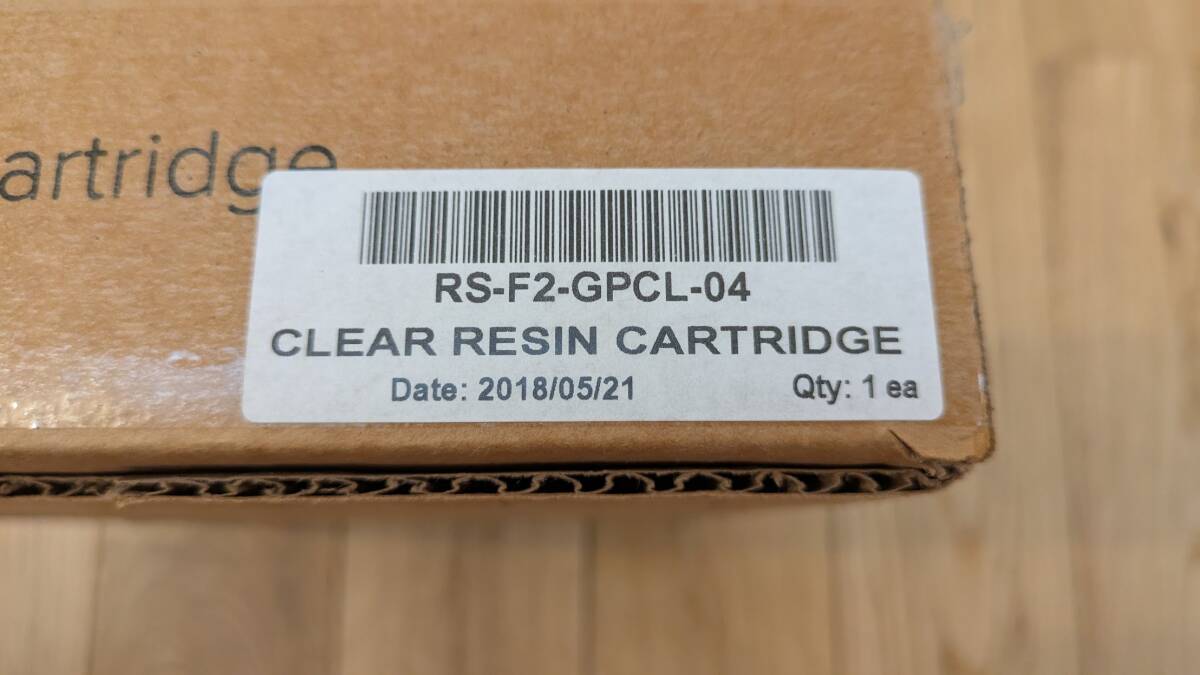 artridge
RS-F2-GPCL-04
CLEAR RESIN CARTRIDGE
Date: 2018/05/21
Qty: 1 ea